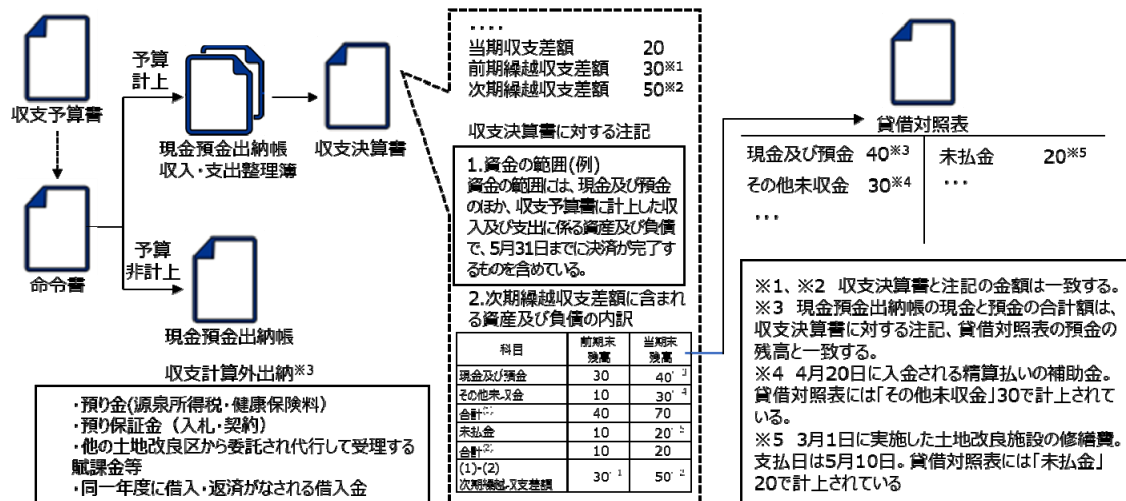 収支予算書
命令書
予算
計上
現金預金出納帳
収入・支出整理簿
収支決算書
予算
非計上
現金預金出納帳
収支計算外出納※3
・預り金(源泉所得税・健康保険料)
・預り保証金（入札・契約）
・他の土地改良区から委託され代行して受理する
賦課金等
・同一年度に借入・返済がなされる借入金
‥‥
当期収支差額 20
前期繰越収支差額 30※1
次期繰越収支差額 50※2
収支決算書に対する注記
1.資金の範囲(例)
資金の範囲には、現金及び預金
のほか、収支予算書に計上した収
入及び支出に係る資産及び負債
で、5月31日までに決済が完了す
るものを含めている。
2.次期繰越収支差額に含まれ
る資産及び負債の内訳
科目 前期末 当期末
残高 残高
現金及び預金 30 40 3
その他未収金 10 30 4
合計(1) 40 70
未払金 10 20 5
合計(2) 10 20
(1)-(2)
次期繰越収支差額 30 1 50 2
貸借対照表
現金及び預金 40※3 未払金 20※5
その他未収金 30※4 ・・・
・・・
※1、※2 収支決算書と注記の金額は一致する。
※3 現金預金出納帳の現金と預金の合計額は、
収支決算書に対する注記、貸借対照表の預金の
残高と一致する。
※4 4月20日に入金される精算払いの補助金。
貸借対照表には「その他未収金」30で計上されて
いる。
※5 3月1日に実施した土地改良施設の修繕費。
支払日は5月10日。貸借対照表には「未払金」
20で計上されている